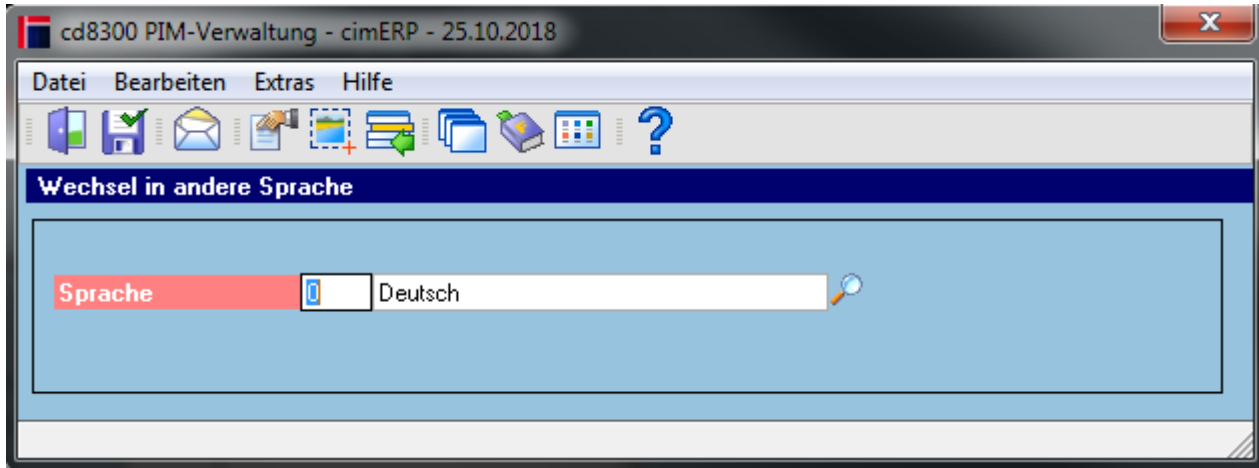 cd8300 PIM-Verwaltung - cimERP - 25.10.2018
Datei Bearbeiten Extras Hilfe
Wechsel in andere Sprache
Sprache 0 Deutsch